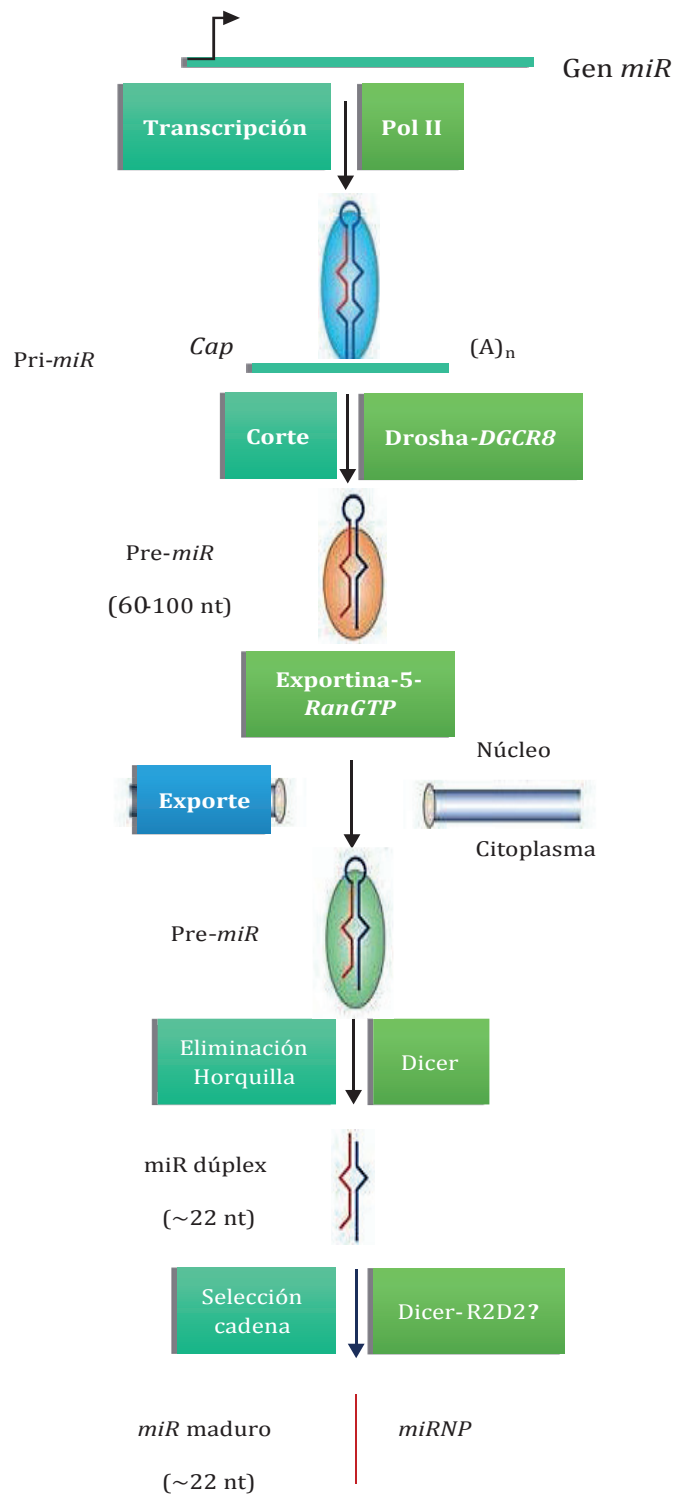 Gen miR
Transcripción
Pol II
Pri-miR
Cap
(A)n
Corte
Drosha-DGCR8
Pre-miR
(60-100 nt)
Exportina-5-
RanGTP
Núcleo
Exporte
Citoplasma
Pre-miR
Eliminación
Horquilla
Dicer
miR dúplex
(~22 nt)
Selección
cadena
Dicer- R2D2?
miR maduro
miRNP
(~22 nt)